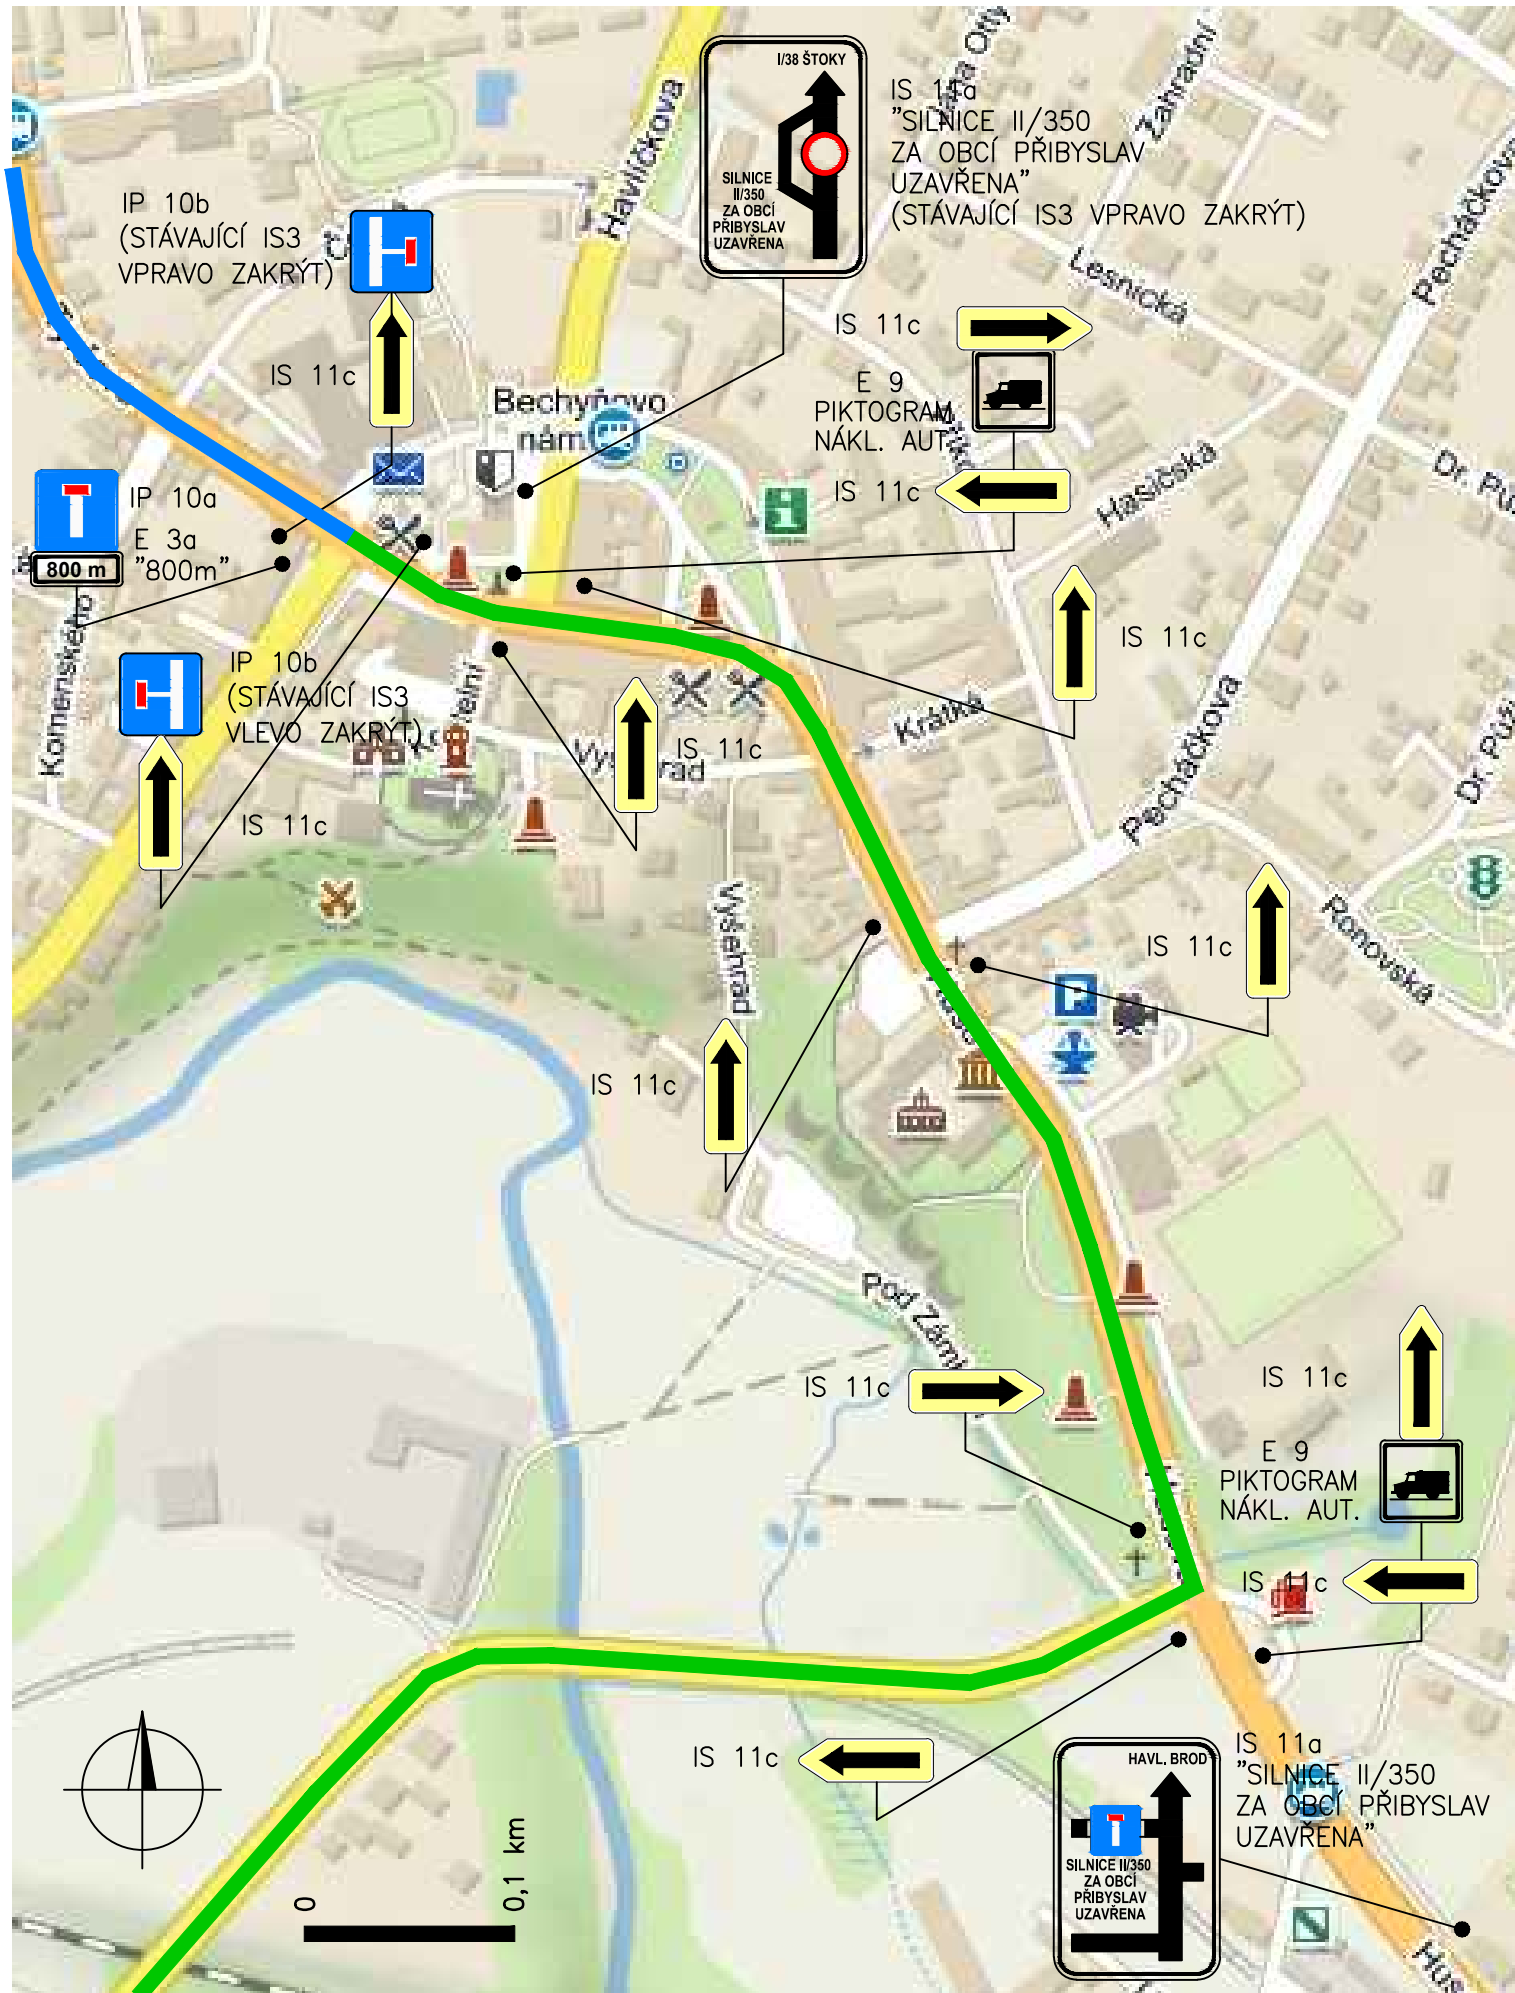 I/38 ŠTOKY
SILNICE
II/350
ZA OBCÍ
PŘIBYSLAV
UZAVŘENA
IS 11a
"SILNICE II/350
ZA OBCÍ PŘIBYSLAV
UZAVŘENA"
(STÁVAJÍCÍ IS3 VPRAVO ZAKRÝT)
Zahradní
Havlíčkova
Pecháčkova
IP 10b
(STÁVAJÍCÍ IS3
VPRAVO ZAKRÝT)
IS 11c
Lesnická
IS 11c
E 9
PIKTOGRAM
NÁKL. AUT.
IS 11c
Bechyňovo
nám
Hasičská
Dr. Pu
IP 10a
E 3a
"800m"
800 m
Komenského
IP 10b
(STÁVAJÍCÍ IS3
VLEVO ZAKRÝT)
IS 11c
IS 11c
IS 11c
Krátká
Pecháčkova
Dr. Pu
Vyšehrad
Ronovská
IS 11c
IS 11c
P
Pod Zám
IS 11c
IS 11c
E 9
PIKTOGRAM
NÁKL. AUT.
IS 11c
IS 11c
HAVL. BROD
SILNICE II/350
ZA OBCÍ
PŘIBYSLAV
UZAVŘENA
IS 11a
"SILNICE II/350
ZA OBCÍ PŘIBYSLAV
UZAVŘENA"
0
0,1 km
Hus